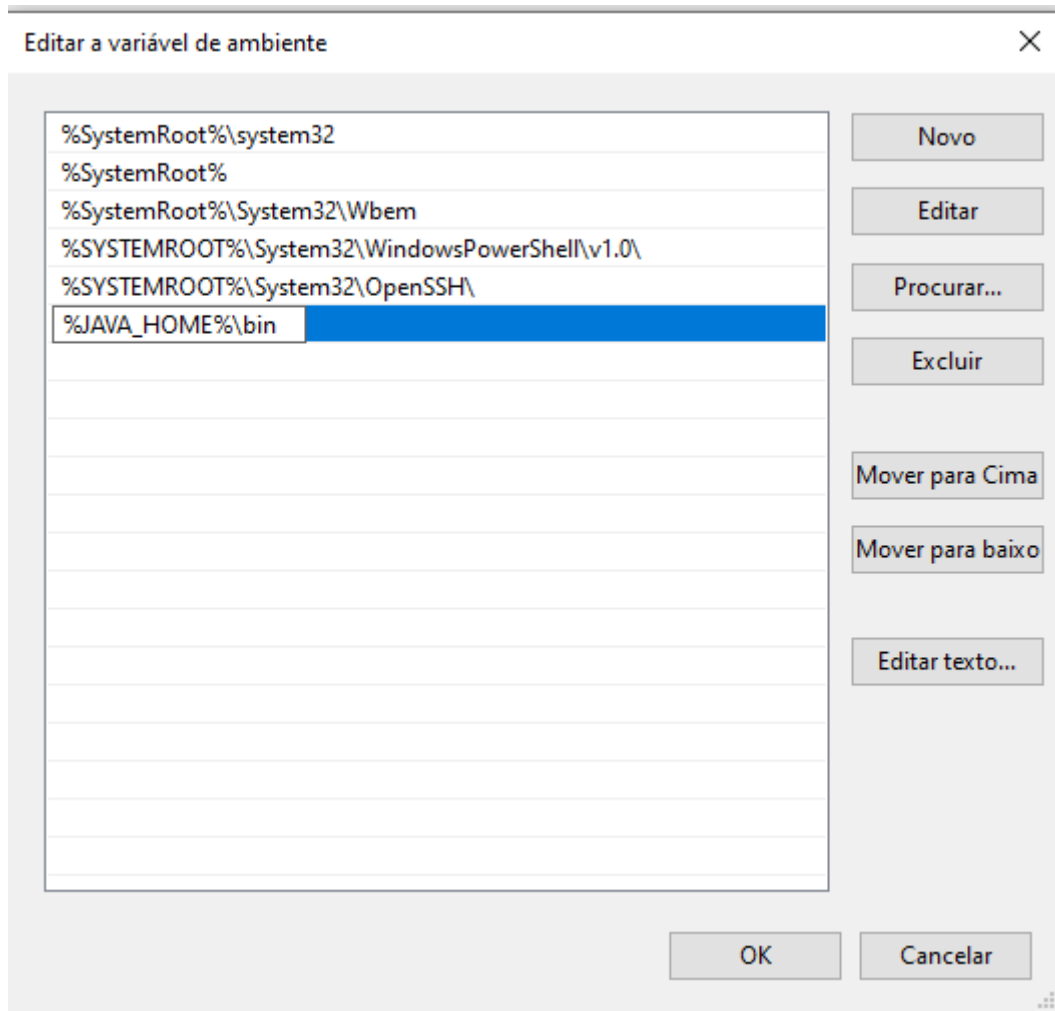 Editar a variável de ambiente
%SystemRoot%\system32
%SystemRoot%
%SystemRoot%\System32\Wbem
%SYSTEMROOT%\System32\WindowsPowerShell\v1.0\
%SYSTEMROOT%\System32\OpenSSH\
%JAVA_HOME%\bin
Novo
Editar
Procurar...
Excluir
Mover para Cima
Mover para baixo
Editar texto...
OK
Cancelar